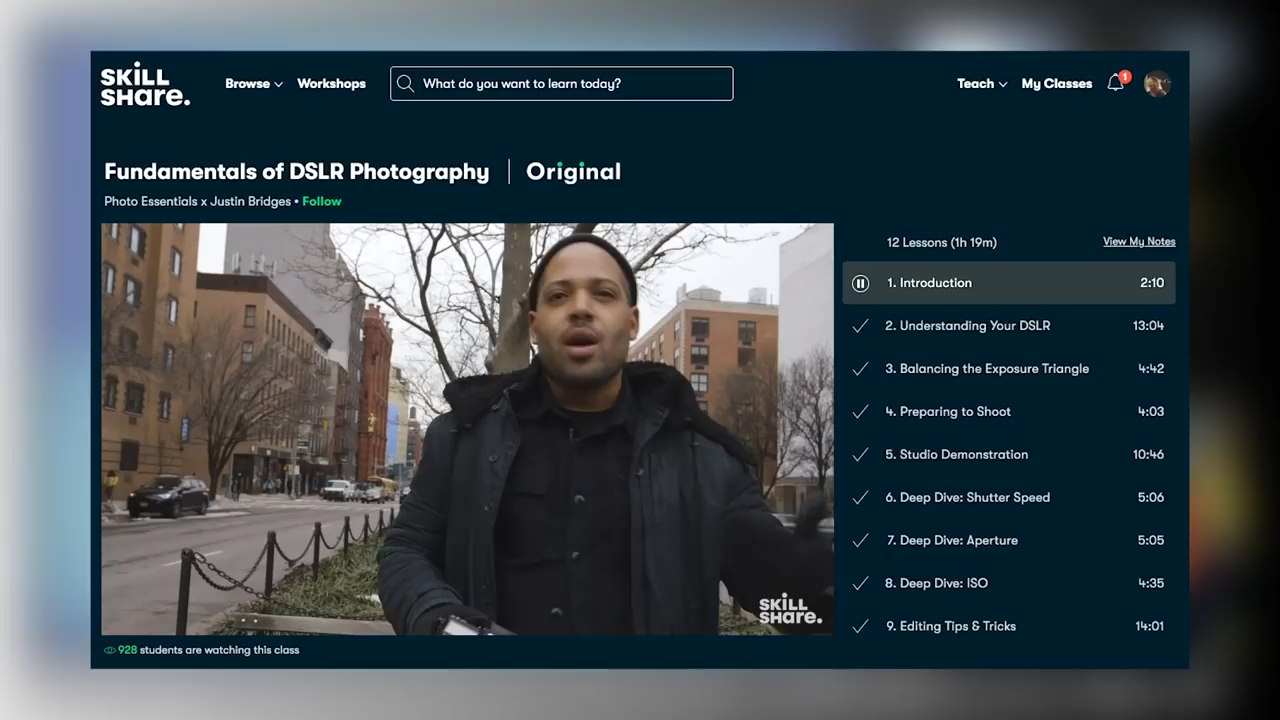 SKILL SHARE.
Browse
Workshops
What do you want to learn today?
Teach
My Classes
1
Fundamentals of DSLR Photography | Original
Photo Essentials x Justin Bridges • Follow
12 Lessons (1h 19m)
View My Notes
1. Introduction 2:10
2. Understanding Your DSLR 13:04
3. Balancing the Exposure Triangle 4:42
4. Preparing to Shoot 4:03
5. Studio Demonstration 10:46
6. Deep Dive: Shutter Speed 5:06
7. Deep Dive: Aperture 5:05
8. Deep Dive: ISO 4:35
9. Editing Tips & Tricks 14:01
SKILL SHARE.
928 students are watching this class